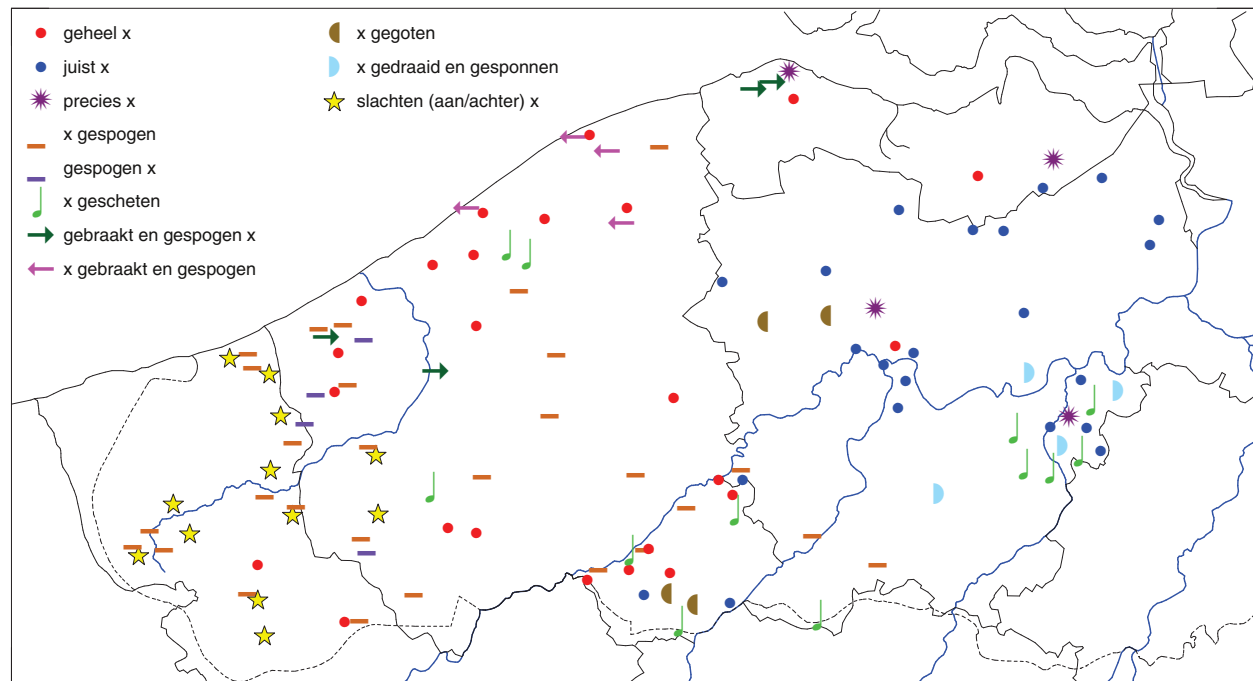 geheel x
juist x
precies x
x gespogen
gespogen x
x gescheten
gebraakt en gespogen x
x gebraakt en gespogen
x gegoten
x gedraaid en gesponnen
slachten (aan/achter) x